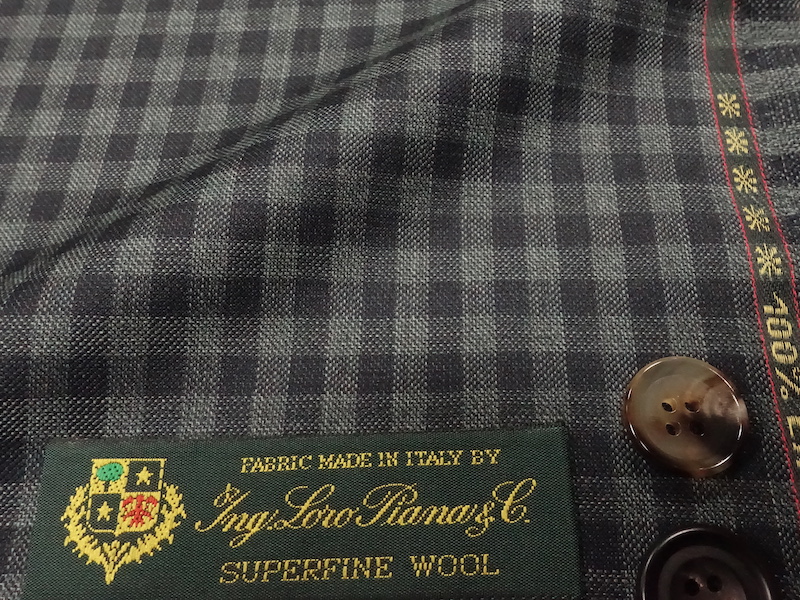 FABRIC MADE IN ITALY BY
Ing. Loro Piana & C.
SUPERFINE WOOL
100%